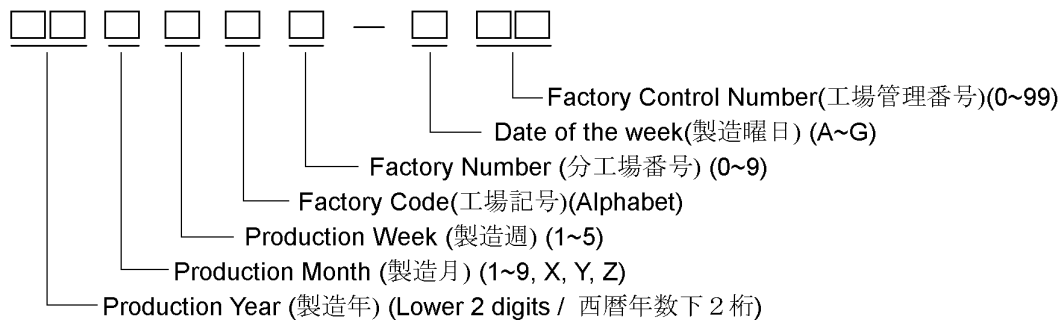 Factory Control Number(工場管理番号)(0~99)
Date of the week(製造曜日) (A~G)
Factory Number (分工場番号) (0~9)
Factory Code(工場記号)(Alphabet)
Production Week (製造週) (1~5)
Production Month (製造月) (1~9, X, Y, Z)
Production Year (製造年) (Lower 2 digits / 西暦年数下２桁)